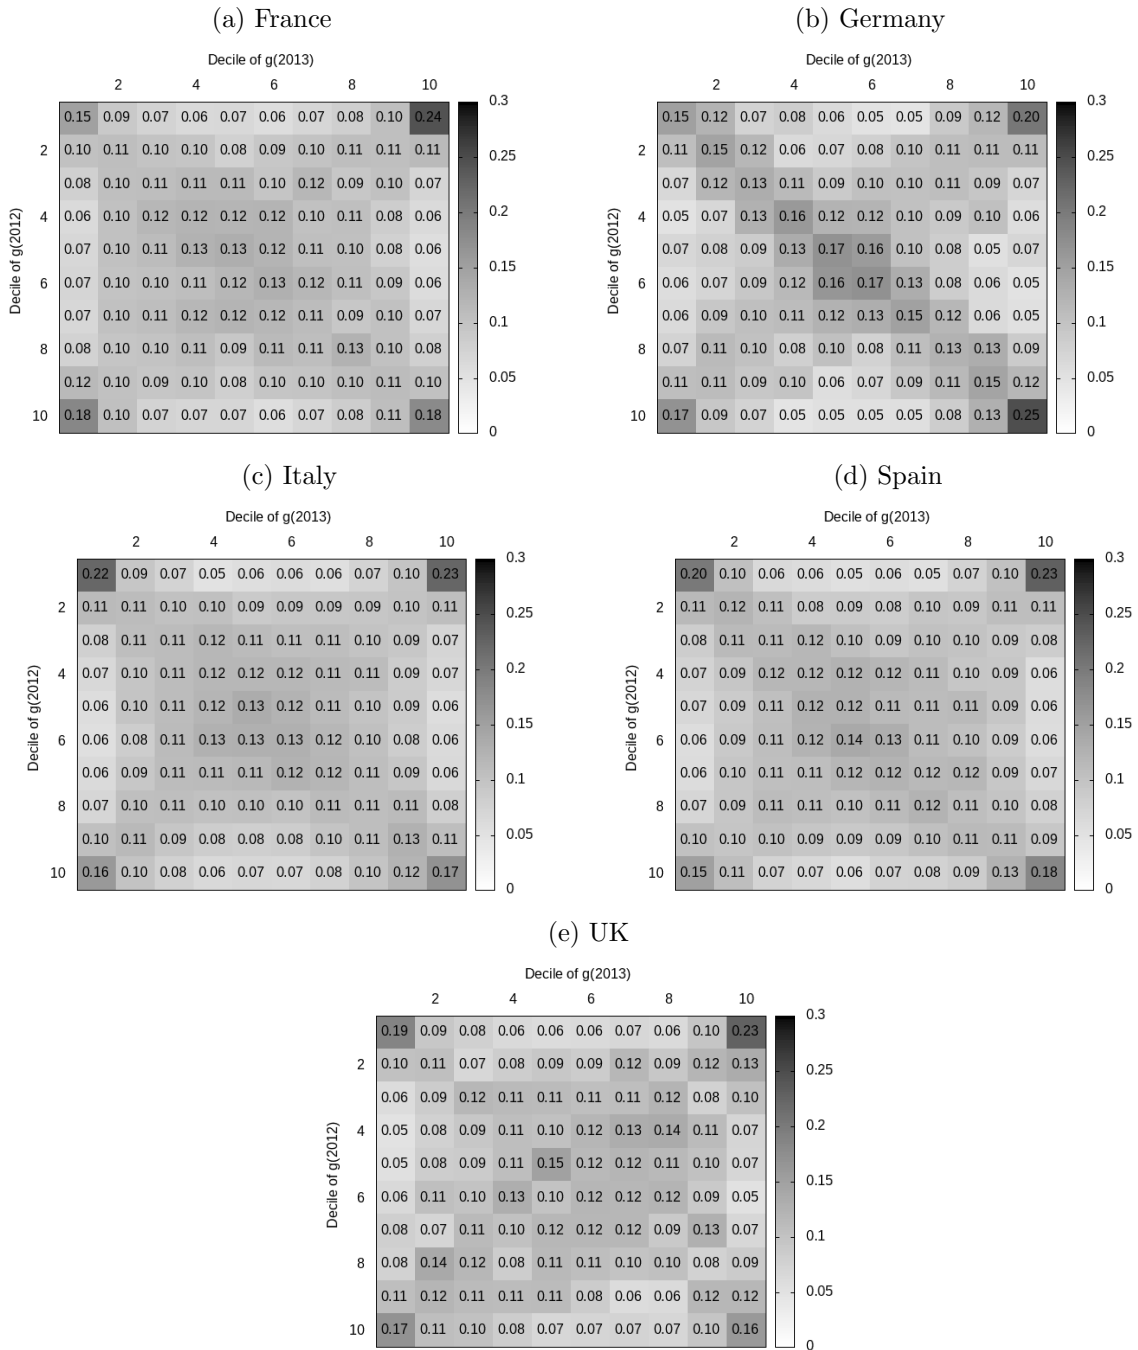 (a) France
Decile of g(2013)
2 4 6 8 10
Decile of g(2012)
0.15 0.09 0.07 0.06 0.07 0.06 0.07 0.08 0.10 0.24 0.3
2 0.10 0.11 0.10 0.10 0.08 0.09 0.10 0.11 0.11 0.11 0.25
0.08 0.10 0.11 0.11 0.11 0.10 0.12 0.09 0.10 0.07
4 0.06 0.10 0.12 0.12 0.12 0.12 0.10 0.11 0.08 0.06 0.2
0.07 0.10 0.11 0.13 0.13 0.12 0.11 0.10 0.08 0.06 0.15
6 0.07 0.10 0.10 0.11 0.12 0.13 0.12 0.11 0.09 0.06
0.07 0.10 0.11 0.12 0.12 0.12 0.11 0.09 0.10 0.07 0.1
8 0.08 0.10 0.10 0.11 0.09 0.11 0.11 0.13 0.10 0.08
0.12 0.10 0.09 0.10 0.08 0.10 0.10 0.10 0.11 0.10 0.05
10 0.18 0.10 0.07 0.07 0.07 0.06 0.07 0.08 0.11 0.18 0
(b) Germany
Decile of g(2013)
2 4 6 8 10
Decile of g(2012)
0.15 0.12 0.07 0.08 0.06 0.05 0.05 0.09 0.12 0.20 0.3
2 0.11 0.15 0.12 0.06 0.07 0.08 0.10 0.11 0.11 0.11 0.25
0.07 0.12 0.13 0.11 0.09 0.10 0.10 0.11 0.09 0.07
4 0.05 0.07 0.13 0.16 0.12 0.12 0.10 0.09 0.10 0.06 0.2
0.07 0.08 0.09 0.13 0.17 0.16 0.10 0.08 0.05 0.07 0.15
6 0.06 0.07 0.09 0.12 0.16 0.17 0.13 0.08 0.06 0.05
0.06 0.09 0.10 0.11 0.12 0.13 0.15 0.12 0.06 0.05 0.1
8 0.07 0.11 0.10 0.08 0.10 0.08 0.11 0.13 0.13 0.09
0.11 0.11 0.09 0.10 0.06 0.07 0.09 0.11 0.15 0.12 0.05
10 0.17 0.09 0.07 0.05 0.05 0.05 0.05 0.08 0.13 0.25 0
(c) Italy
Decile of g(2013)
2 4 6 8 10
Decile of g(2012)
0.22 0.09 0.07 0.05 0.06 0.06 0.06 0.07 0.10 0.23 0.3
2 0.11 0.11 0.10 0.10 0.09 0.09 0.09 0.09 0.10 0.11 0.25
0.08 0.11 0.11 0.12 0.11 0.11 0.11 0.10 0.09 0.07
4 0.07 0.10 0.11 0.12 0.12 0.12 0.11 0.11 0.09 0.07 0.2
0.06 0.10 0.11 0.12 0.13 0.12 0.11 0.10 0.09 0.06 0.15
6 0.06 0.08 0.11 0.13 0.13 0.13 0.12 0.10 0.08 0.06
0.06 0.09 0.11 0.11 0.11 0.12 0.12 0.11 0.09 0.06 0.1
8 0.07 0.10 0.11 0.10 0.10 0.10 0.11 0.11 0.11 0.08
0.10 0.11 0.09 0.08 0.08 0.08 0.10 0.11 0.13 0.11 0.05
10 0.16 0.10 0.08 0.06 0.07 0.07 0.08 0.10 0.12 0.17 0
(d) Spain
Decile of g(2013)
2 4 6 8 10
Decile of g(2012)
0.20 0.10 0.06 0.06 0.05 0.06 0.05 0.07 0.10 0.23 0.3
2 0.11 0.12 0.11 0.08 0.09 0.08 0.10 0.09 0.11 0.11 0.25
0.08 0.11 0.11 0.12 0.10 0.09 0.10 0.10 0.09 0.08
4 0.07 0.09 0.12 0.12 0.12 0.12 0.11 0.10 0.09 0.06 0.2
0.07 0.09 0.11 0.12 0.12 0.11 0.11 0.11 0.09 0.06 0.15
6 0.06 0.09 0.11 0.12 0.14 0.13 0.11 0.10 0.09 0.06
0.06 0.10 0.11 0.11 0.12 0.12 0.12 0.12 0.09 0.07 0.1
8 0.07 0.09 0.11 0.11 0.10 0.11 0.12 0.11 0.10 0.08
0.10 0.10 0.10 0.09 0.09 0.09 0.10 0.11 0.11 0.09 0.05
10 0.15 0.11 0.07 0.07 0.06 0.07 0.08 0.09 0.13 0.18 0
(e) UK
Decile of g(2013)
2 4 6 8 10
Decile of g(2012)
0.19 0.09 0.08 0.06 0.06 0.06 0.07 0.06 0.10 0.23 0.3
2 0.10 0.11 0.07 0.08 0.09 0.09 0.12 0.09 0.12 0.13 0.25
0.06 0.09 0.12 0.11 0.11 0.11 0.11 0.12 0.08 0.10
4 0.05 0.08 0.09 0.11 0.10 0.12 0.13 0.14 0.11 0.07 0.2
0.05 0.08 0.09 0.11 0.15 0.12 0.12 0.11 0.10 0.07 0.15
6 0.06 0.11 0.10 0.13 0.10 0.12 0.12 0.12 0.09 0.05
0.08 0.07 0.11 0.10 0.12 0.12 0.12 0.09 0.13 0.07 0.1
8 0.08 0.14 0.12 0.08 0.11 0.11 0.10 0.10 0.08 0.09
0.11 0.12 0.11 0.11 0.11 0.08 0.06 0.06 0.12 0.12 0.05
10 0.17 0.11 0.10 0.08 0.07 0.07 0.07 0.07 0.10 0.16 0